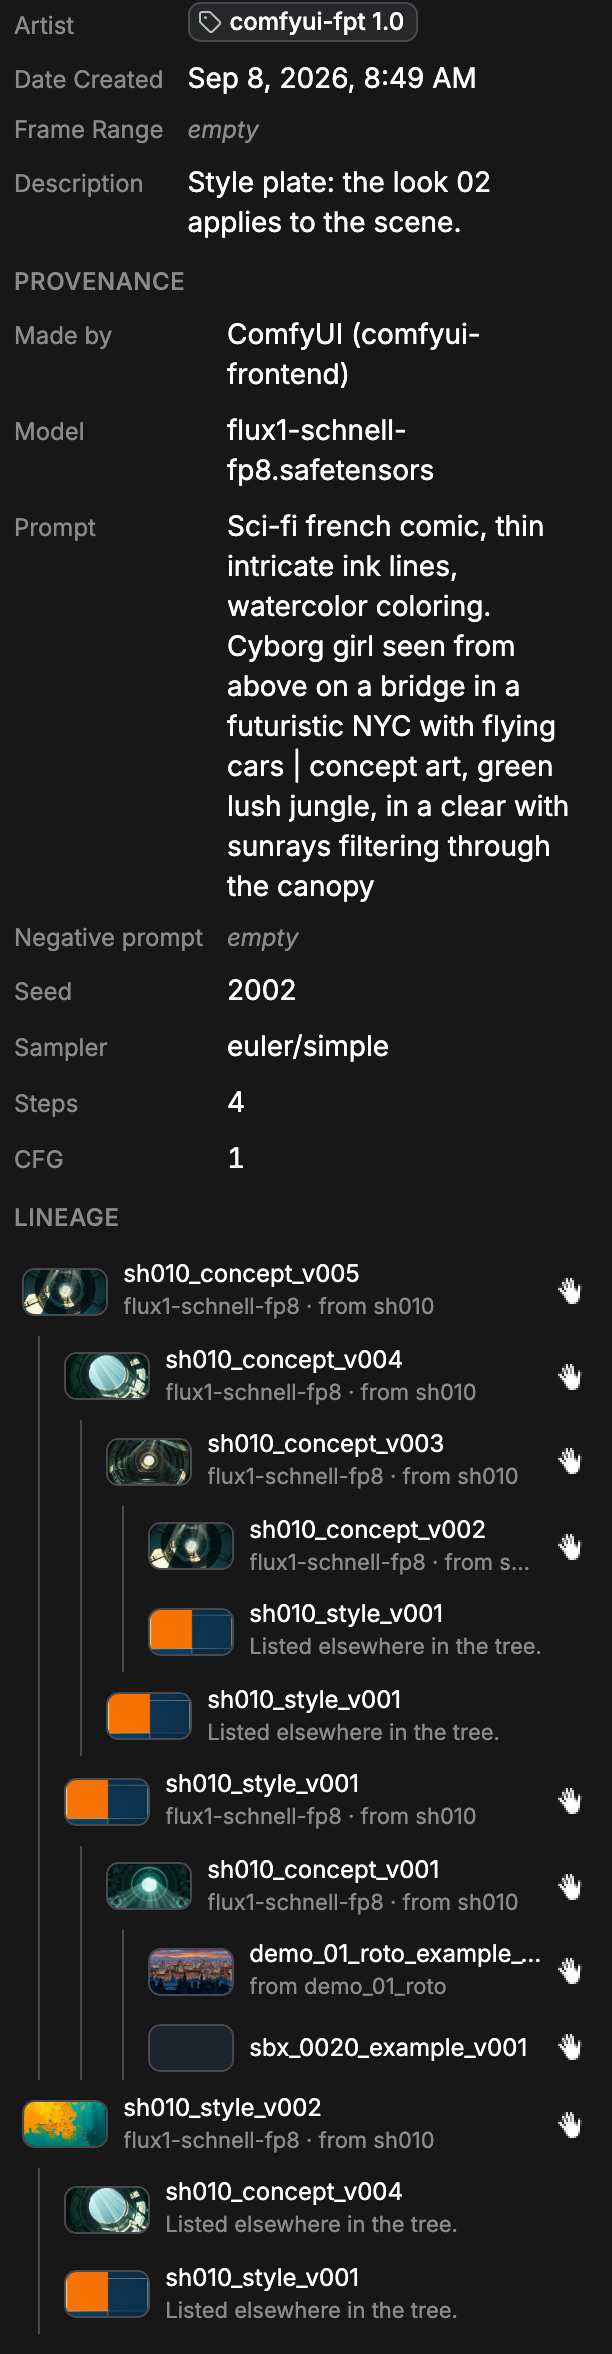 Artist
comfyui-fpt 1.0
Date Created
Sep 8, 2026, 8:49 AM
Frame Range
empty
Description
Style plate: the look 02
applies to the scene.
PROVENANCE
Made by
ComfyUI (comfyui-
frontend)
Model
flux1-schnell-
fp8.safetensors
Prompt
Sci-fi french comic, thin
intricate ink lines,
watercolor coloring.
Cyborg girl seen from
above on a bridge in a
futuristic NYC with flying
cars | concept art, green
lush jungle, in a clear with
sunrays filtering through
the canopy
Negative prompt
empty
Seed
2002
Sampler
euler/simple
Steps
4
CFG
1
LINEAGE
sh010_concept_v005
flux1-schnell-fp8 · from sh010
sh010_concept_v004
flux1-schnell-fp8 · from sh010
sh010_concept_v003
flux1-schnell-fp8 · from sh010
sh010_concept_v002
flux1-schnell-fp8 · from s...
sh010_style_v001
Listed elsewhere in the tree.
sh010_style_v001
Listed elsewhere in the tree.
sh010_style_v001
flux1-schnell-fp8 · from sh010
sh010_concept_v001
flux1-schnell-fp8 · from sh010
demo_01_roto_example_...
from demo_01_roto
sbx_0020_example_v001
sh010_style_v002
flux1-schnell-fp8 · from sh010
sh010_concept_v004
Listed elsewhere in the tree.
sh010_style_v001
Listed elsewhere in the tree.